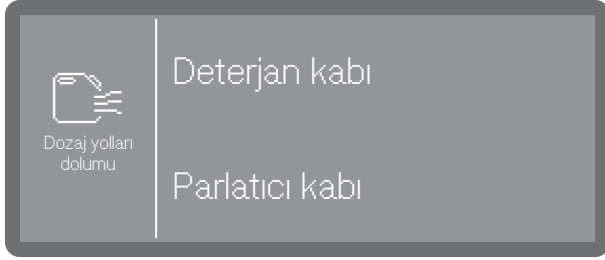 Dozaj yolları
dolumu
Deterjan kabı
Parlatıcı kabı